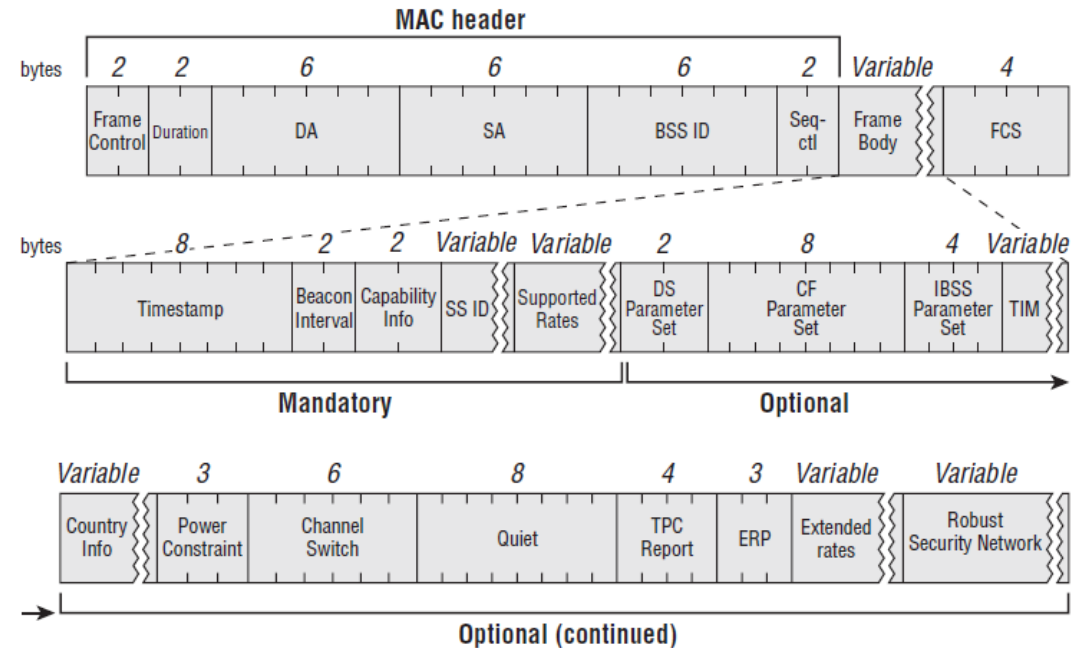 MAC header
bytes 2 2 6 6 6 2 Variable 4
Frame Control Duration DA SA BSS ID Seq-ctl Frame Body FCS
bytes 8 2 2 Variable Variable 2 8 4 Variable
Timestamp Beacon Interval Capability Info SS ID Supported Rates DS Parameter Set CF Parameter Set IBSS Parameter Set TIM
Mandatory Optional
Variable 3 6 8 4 3 Variable Variable
Country Info Power Constraint Channel Switch Quiet TPC Report ERP Extended rates Robust Security Network
Optional (continued)